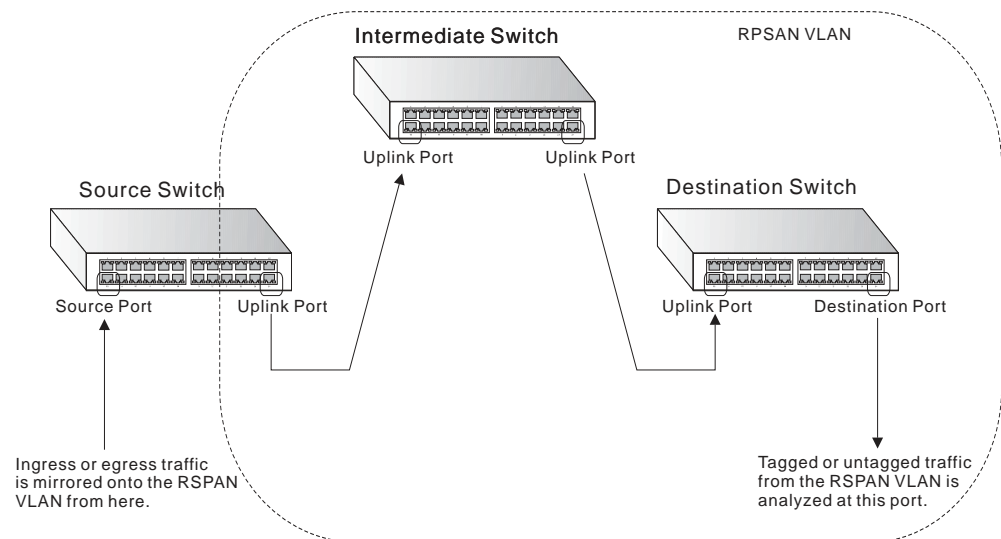 Intermediate Switch
RPSAN VLAN
Uplink Port
Uplink Port
Source Switch
Destination Switch
Source Port
Uplink Port
Uplink Port
Destination Port
Ingress or egress traffic
is mirrored onto the RSPAN
VLAN from here.
Tagged or untagged traffic
from the RSPAN VLAN is
analyzed at this port.